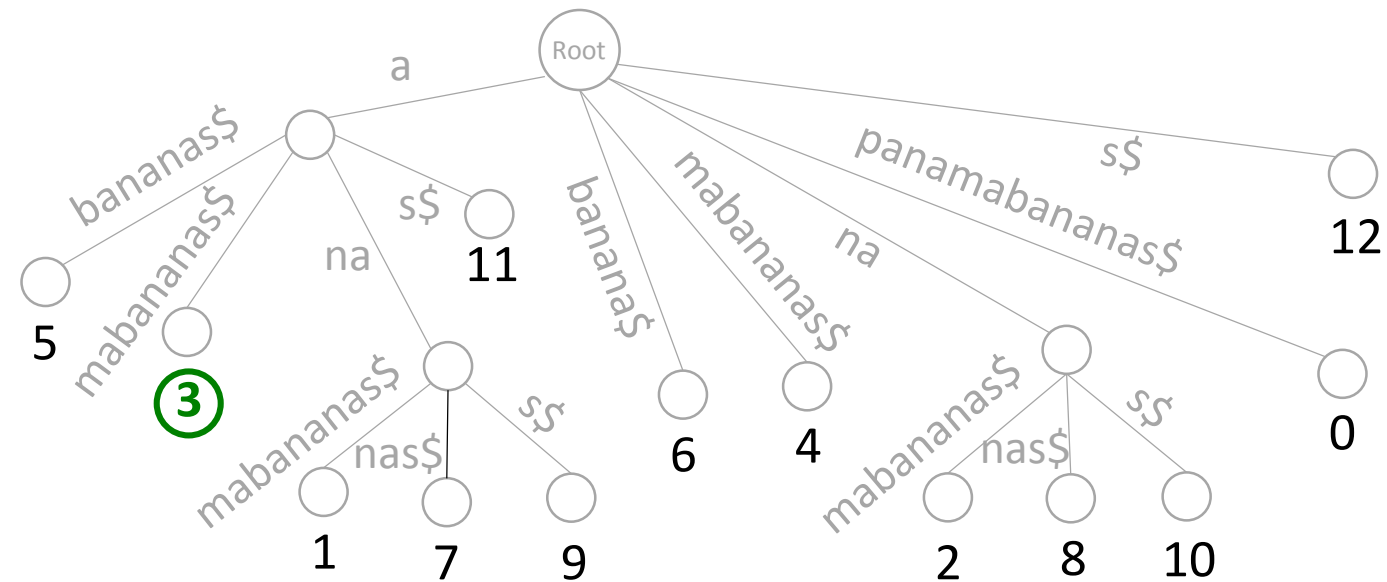 Root
a
bananas$
mabananas$
na
s$
banana$
mabananas$
na
panamabananas$
s$
5
3
11
12
mabananas$
nas$
s$
6
4
0
mabananas$
nas$
s$
1
7
9
2
8
10